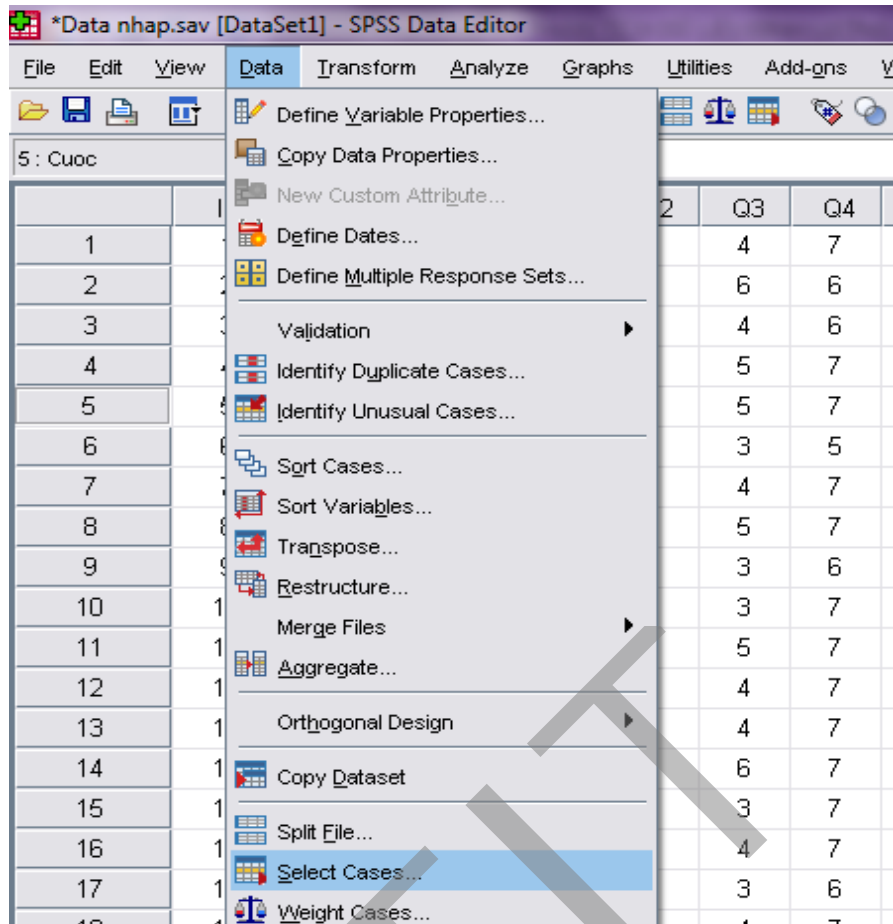 *Data nhap.sav [DataSet1] - SPSS Data Editor
File Edit View Data Transform Analyze Graphs Utilities Add-ons
5 : Cuoc
Define Variable Properties...
Copy Data Properties...
New Custom Attribute...
Define Dates...
Define Multiple Response Sets...
Validation
Identify Duplicate Cases...
Identify Unusual Cases...
Sort Cases...
Sort Variables...
Transpose...
Restructure...
Merge Files
Aggregate...
Orthogonal Design
Copy Dataset
Split File...
Select Cases...
Weight Cases...
2 Q3 Q4
1 4 7
2 6 6
3 4 6
4 5 7
5 5 7
6 3 5
7 4 7
8 5 7
9 3 6
10 3 7
11 5 7
12 4 7
13 4 7
14 6 7
15 3 7
16 4 7
17 3 6